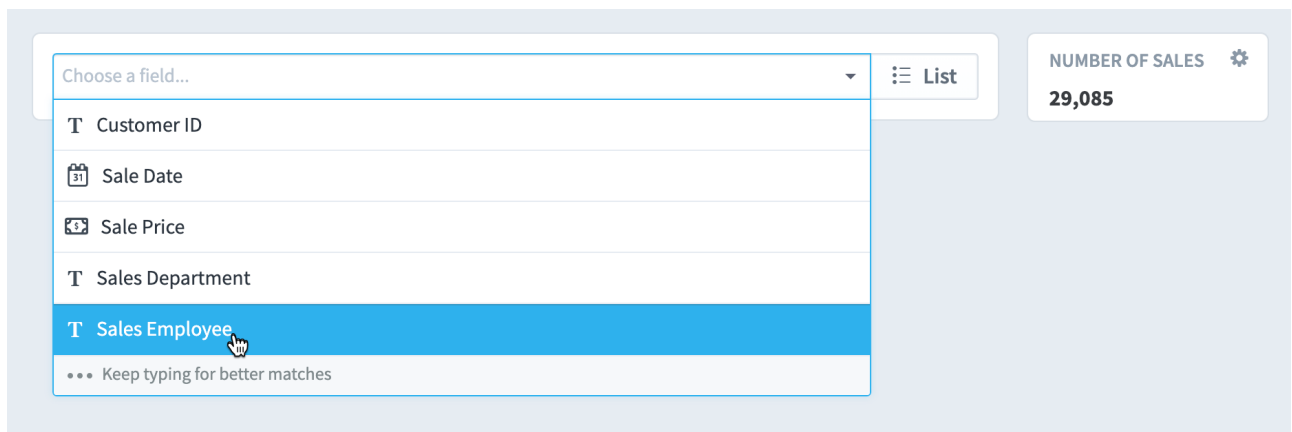 Choose a field...
List
NUMBER OF SALES
29,085
T Customer ID
31 Sale Date
$ Sale Price
T Sales Department
T Sales Employee
••• Keep typing for better matches